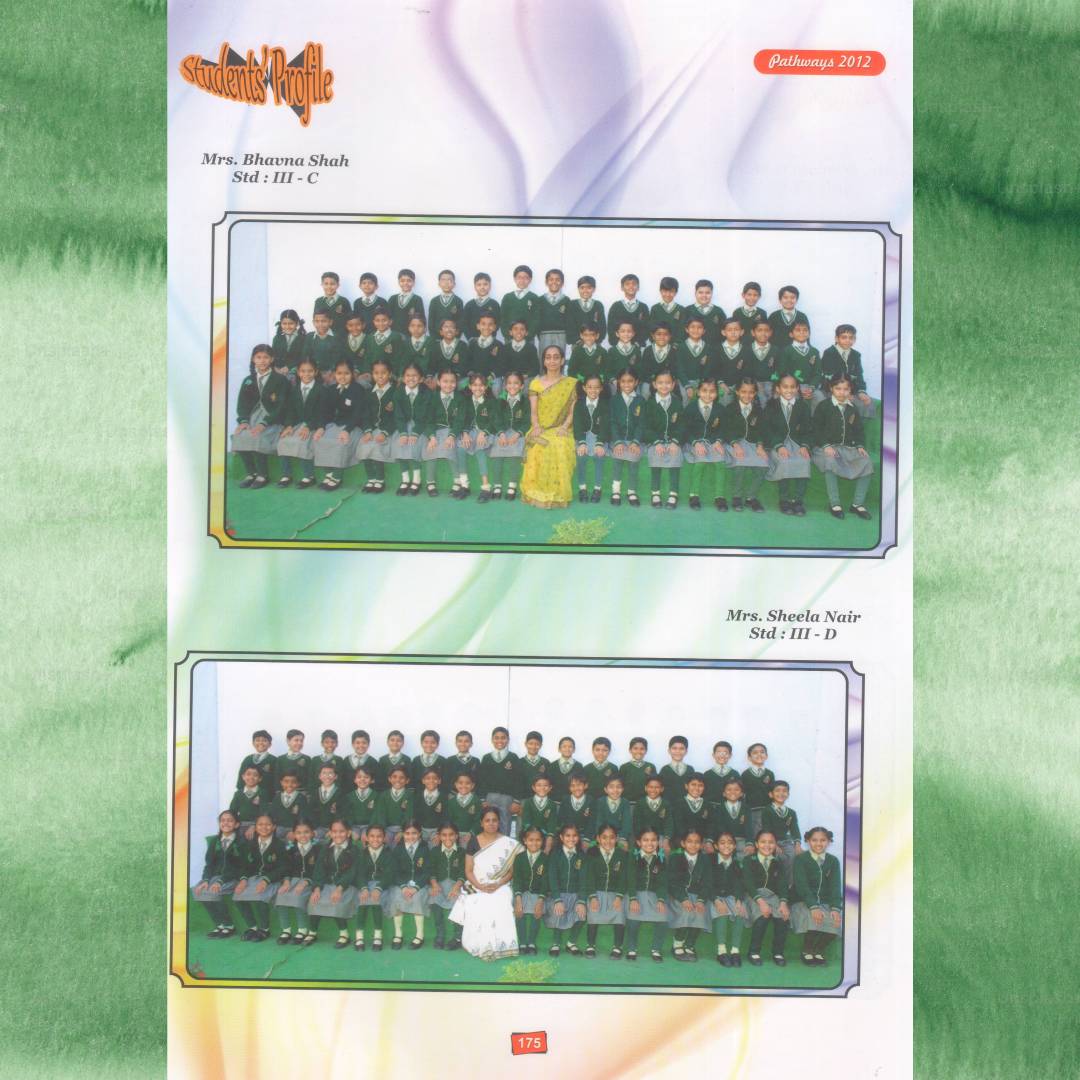 Students' Profile
Pathways 2012
Mrs. Bhavna Shah
Std : III - C
Mrs. Sheela Nair
Std : III - D
175